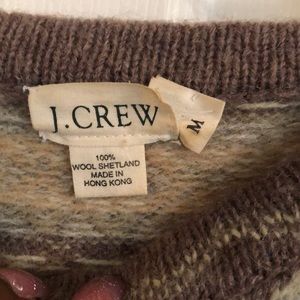 J.CREW
M
100%
WOOL SHETLAND
MADE IN
HONG KONG